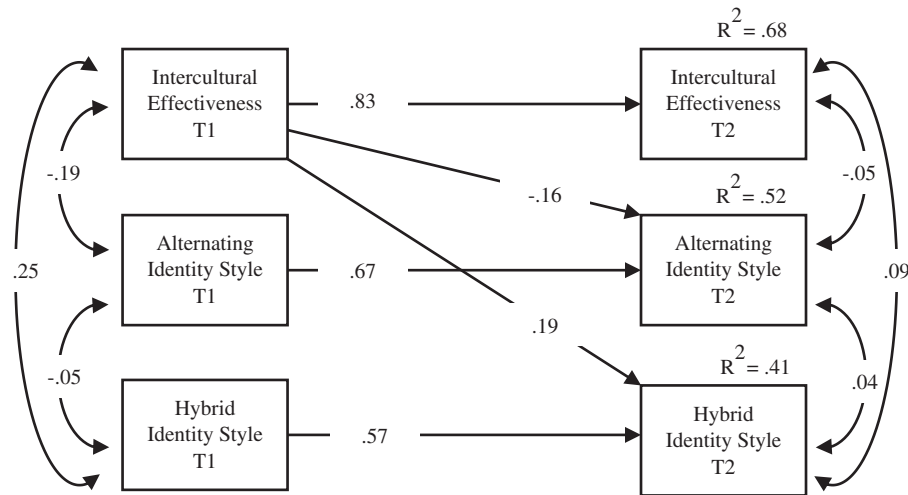 R2 = .68
Intercultural
Effectiveness
T1
.83
Intercultural
Effectiveness
T2
-.19
-.16
-.05
R2 = .52
.25
Alternating
Identity Style
T1
.67
Alternating
Identity Style
T2
.09
.19
-.05
R2 = .41
.04
Hybrid
Identity Style
T1
.57
Hybrid
Identity Style
T2